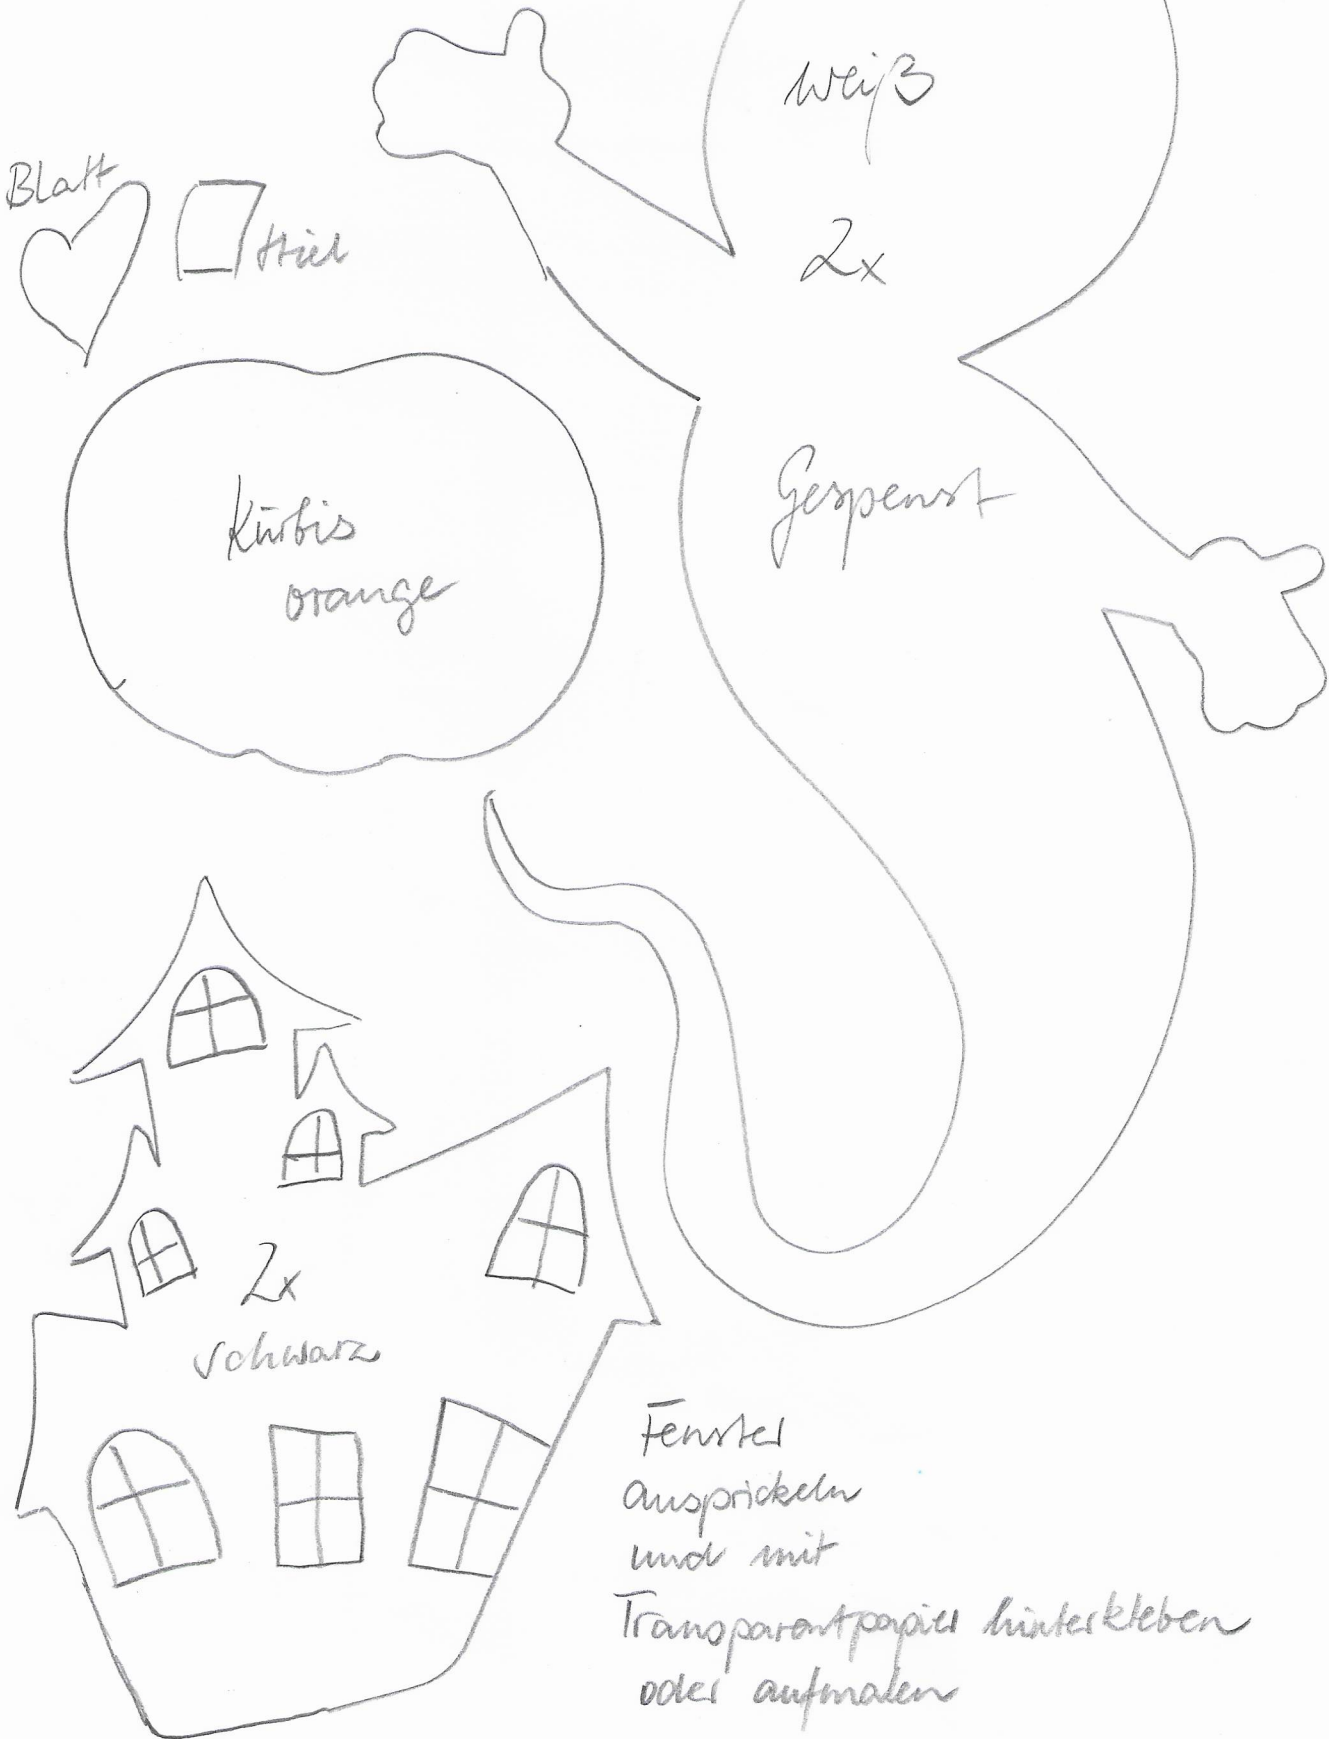 weiß
2x
Blatt
Stiel
Gespenst
Kürbis
orange
2x
schwarz
Fenster
ausprickeln
und mit
Transparentpapier hinterkleben
oder aufmalen